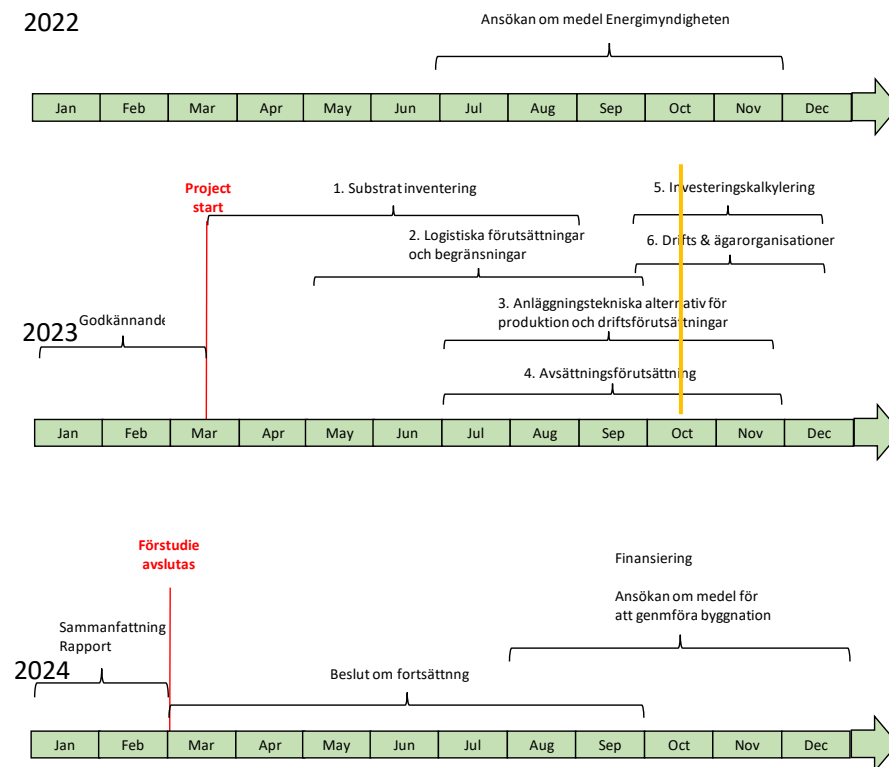 2022
Ansökan om medel Energimyndigheten
Jan Feb Mar Apr May Jun Jul Aug Sep Oct Nov Dec
Project
start
1. Substrat inventering
5. Investeringskalkylering
2. Logistiska förutsättningar
och begränsningar
6. Drifts & ägarorganisationer
3. Anläggningstekniska alternativ för
produktion och driftsförutsättningar
Godkännande
2023
4. Avsättningsförutsättning
Jan Feb Mar Apr May Jun Jul Aug Sep Oct Nov Dec
Förstudie
avslutas
Finansiering
Ansökan om medel för
att genmföra byggnation
Sammanfattning
Rapport
2024
Beslut om fortsättnng
Jan Feb Mar Apr May Jun Jul Aug Sep Oct Nov Dec